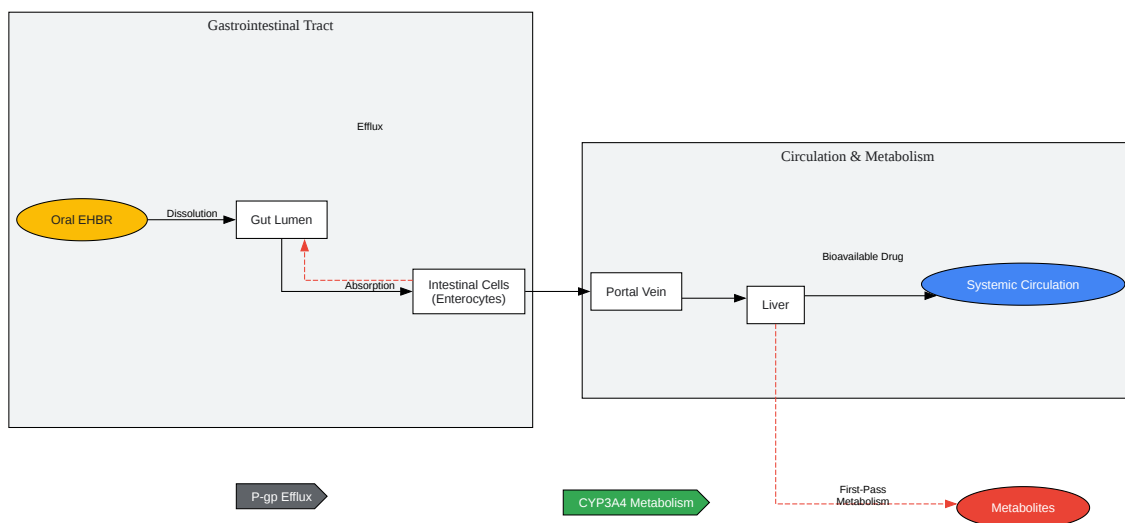 Gastrointestinal Tract
Efflux
Circulation & Metabolism
Oral EHBR
Dissolution
Gut Lumen
Absorption
Intestinal Cells
(Enterocytes)
Portal Vein
Liver
Bioavailable Drug
Systemic Circulation
P-gp Efflux
CYP3A4 Metabolism
First-Pass
Metabolism
Metabolites